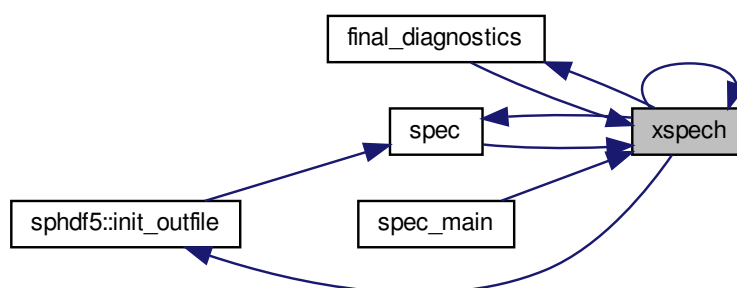 final_diagnostics
spec
xspech
sphdf5::init_outfile
spec_main